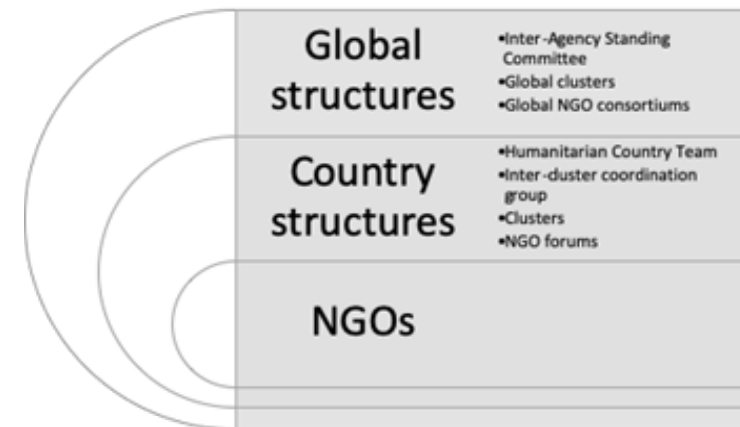 Global
structures
•Inter-Agency Standing
Committee
•Global clusters
•Global NGO consortiums
Country
structures
•Humanitarian Country Team
•Inter-duster coordination
group
•Clusters
•NGO forums
NGOs